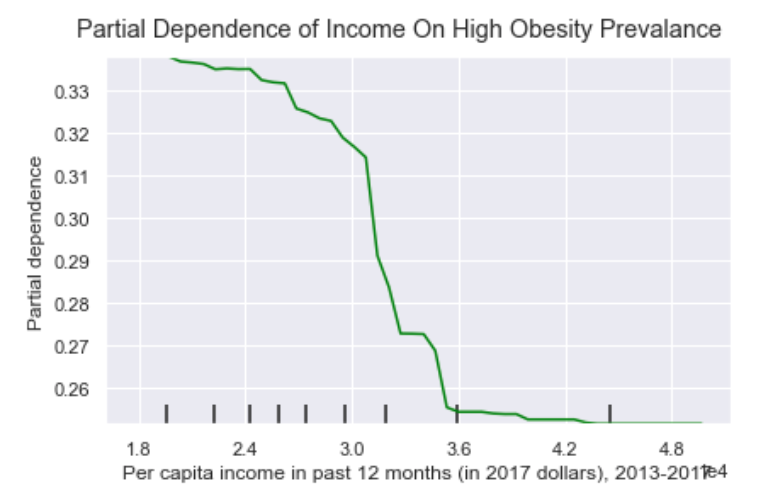 Partial Dependence of Income On High Obesity Prevalance
Partial dependence
0.33
0.32
0.31
0.30
0.29
0.28
0.27
0.26
1.8 2.4 3.0 3.6 4.2 4.8
Per capita income in past 12 months (in 2017 dollars), 2013-2017
1e4